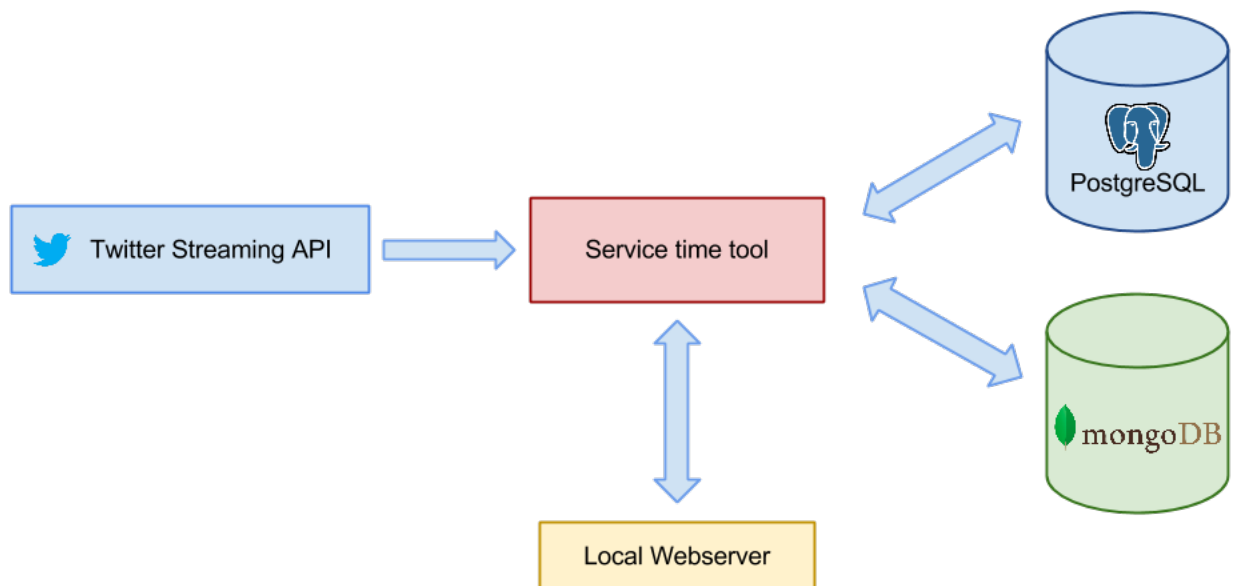 PostgreSQL
Twitter Streaming API
Service time tool
mongoDB
Local Webserver